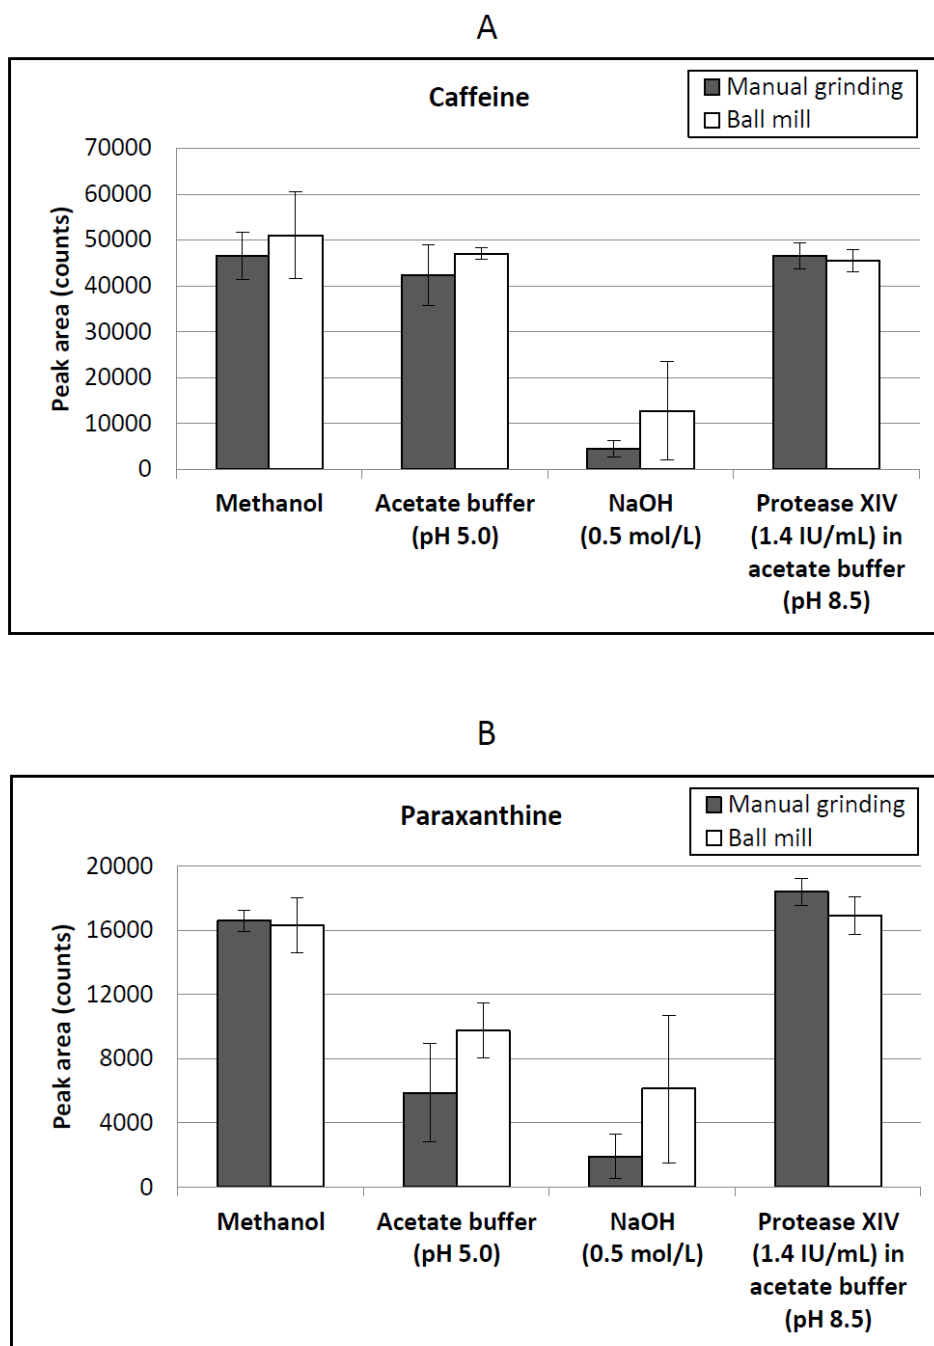 A
Caffeine
Manual grinding
Ball mill
Peak area (counts)
70000
60000
50000
40000
30000
20000
10000
0
Methanol
Acetate buffer
(pH 5.0)
NaOH
(0.5 mol/L)
Protease XIV
(1.4 IU/mL) in
acetate buffer
(pH 8.5)
B
Paraxanthine
Manual grinding
Ball mill
Peak area (counts)
20000
16000
12000
8000
4000
0
Methanol
Acetate buffer
(pH 5.0)
NaOH
(0.5 mol/L)
Protease XIV
(1.4 IU/mL) in
acetate buffer
(pH 8.5)